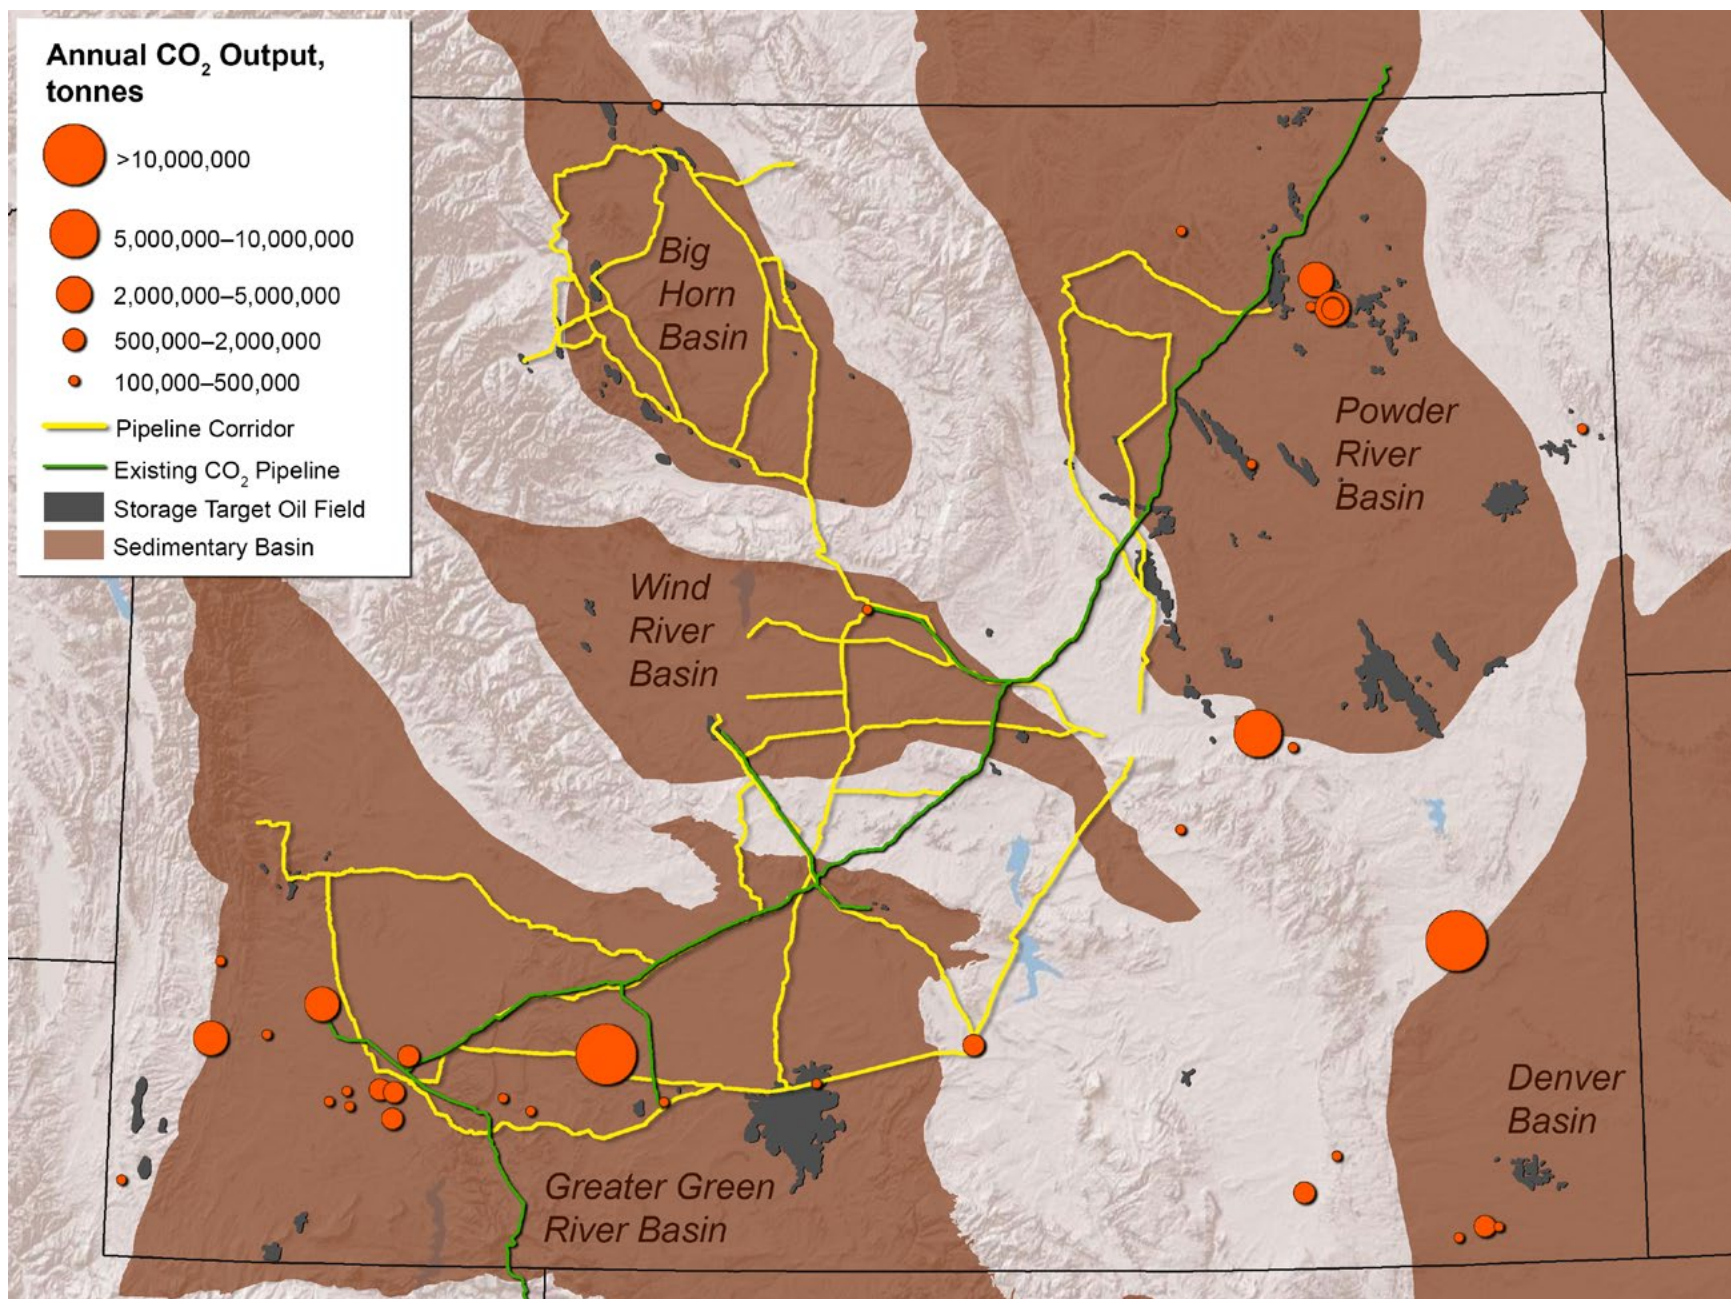 Annual CO₂ Output,
tonnes
>10,000,000
5,000,000–10,000,000
2,000,000–5,000,000
500,000–2,000,000
100,000–500,000
Pipeline Corridor
Existing CO₂ Pipeline
Storage Target Oil Field
Sedimentary Basin
Big
Horn
Basin
Powder
River
Basin
Wind
River
Basin
Denver
Basin
Greater Green
River Basin